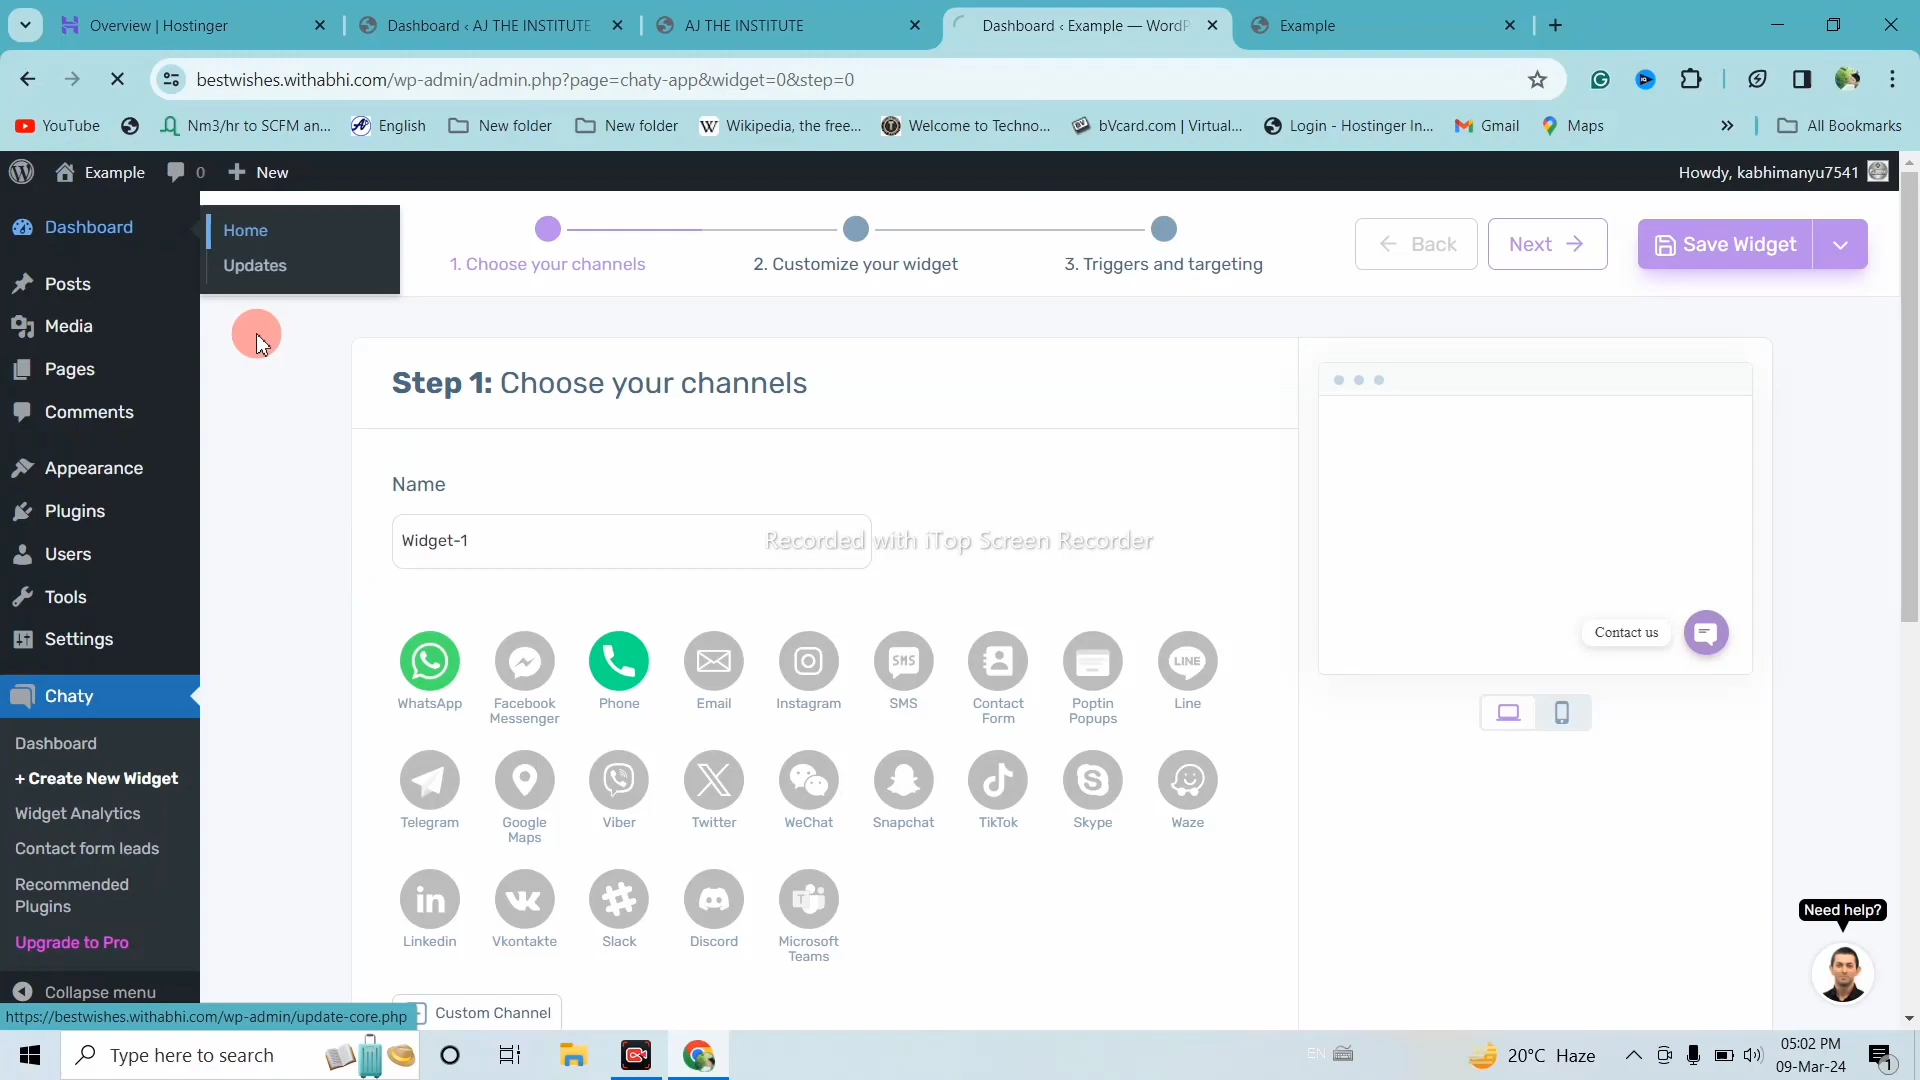 Overview | Hostinger
Dashboard ‹ AJ THE INSTITUTE
AJ THE INSTITUTE
Dashboard ‹ Example — WordP
Example
bestwishes.withabhi.com/wp-admin/admin.php?page=chaty-app&widget=0&step=0
YouTube
Nm3/hr to SCFM an...
English
New folder
New folder
Wikipedia, the free...
Welcome to Techno...
bVcard.com | Virtual...
Login - Hostinger In...
Gmail
Maps
All Bookmarks
Example
0
New
Howdy, kabhimanyu7541
Dashboard
Home
Updates
Posts
Media
Pages
Comments
Appearance
Plugins
Users
Tools
Settings
Chaty
Dashboard
+ Create New Widget
Widget Analytics
Contact form leads
Recommended
Plugins
Upgrade to Pro
Collapse menu
https://bestwishes.withabhi.com/wp-admin/update-core.php
1. Choose your channels
2. Customize your widget
3. Triggers and targeting
Back
Next
Save Widget
Step 1: Choose your channels
Name
Widget-1
Recorded with iTop Screen Recorder
SMS
LINE
WhatsApp
Facebook
Messenger
Phone
Email
Instagram
SMS
Contact
Form
Poptin
Popups
Line
Telegram
Google
Maps
Viber
Twitter
WeChat
Snapchat
TikTok
Skype
Waze
Linkedin
Vkontakte
Slack
Discord
Microsoft
Teams
Custom Channel
Contact us
Need help?
Type here to search
EN
20°C Haze
05:02 PM
09-Mar-24
1